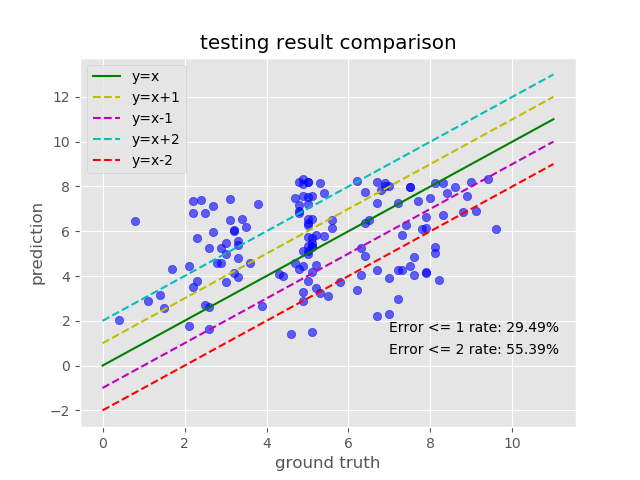 testing result comparison
y=x
y=x+1
y=x-1
y=x+2
y=x-2
12
10
8
6
4
2
0
−2
prediction
Error <= 1 rate: 29.49%
Error <= 2 rate: 55.39%
0 2 4 6 8 10
ground truth